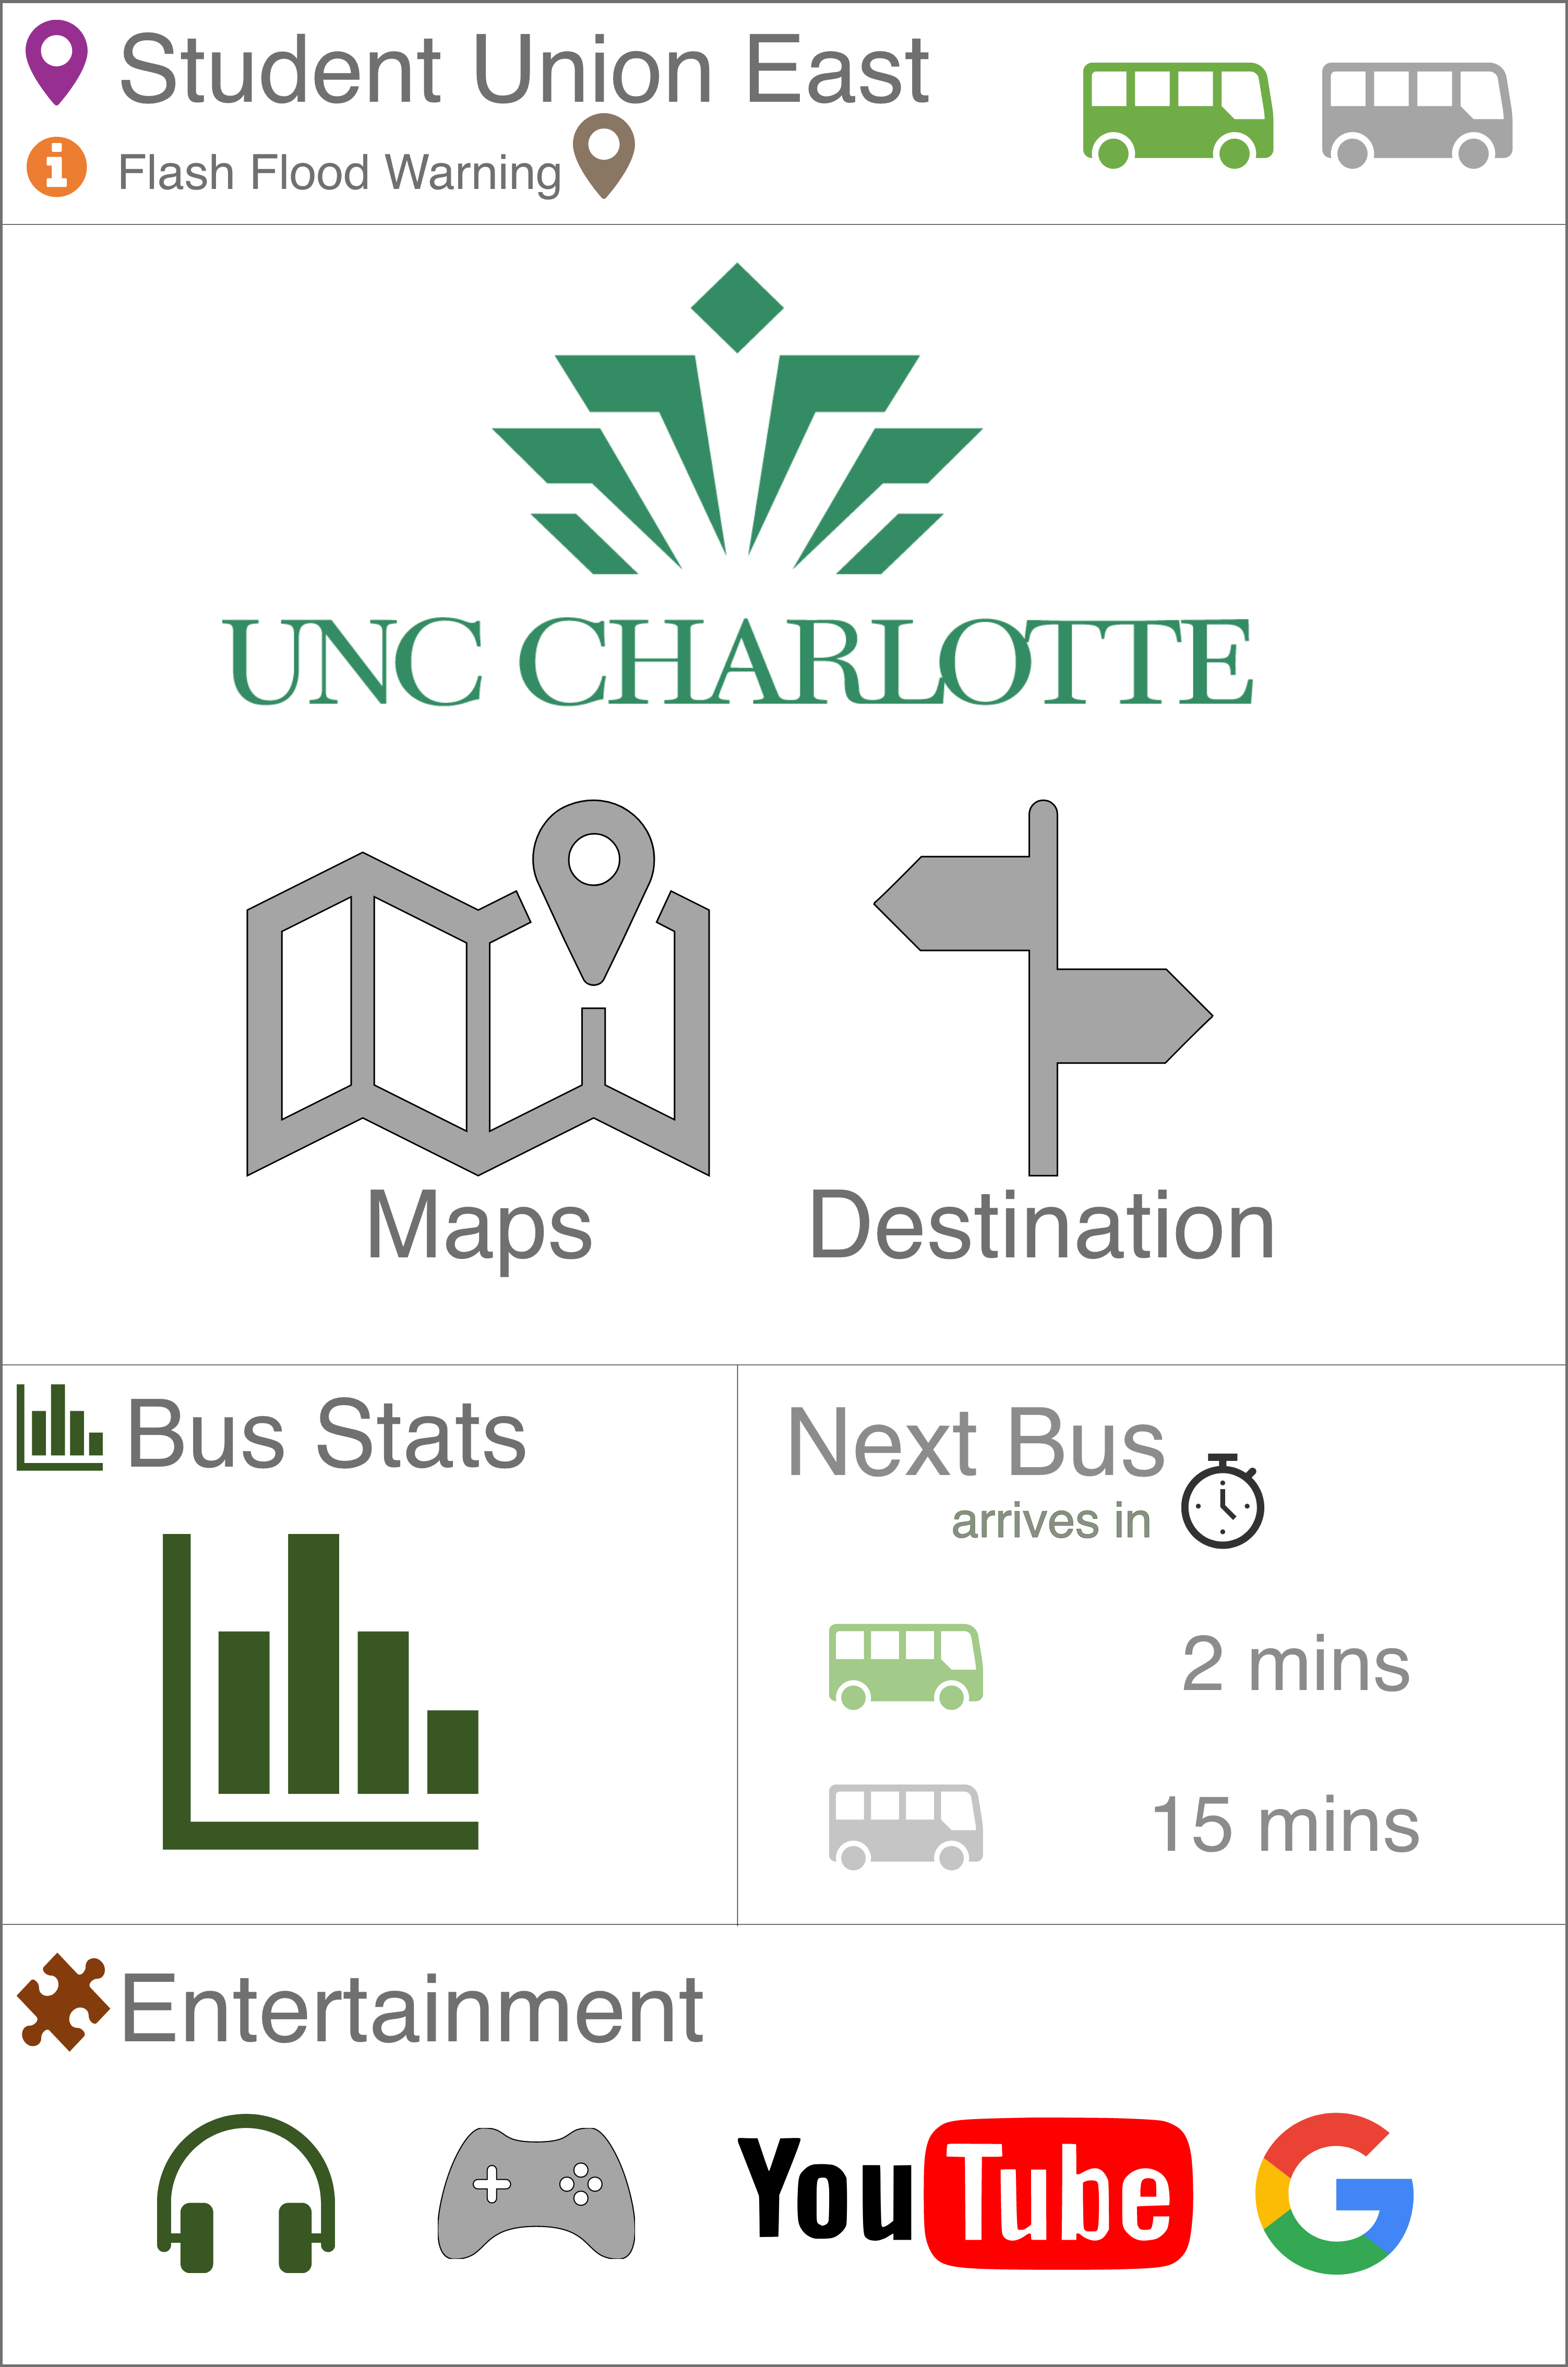 Student Union East
Flash Flood Warning
UNC CHARLOTTE
Maps
Destination
Bus Stats
Next Bus
arrives in
2 mins
15 mins
Entertainment
YouTube
G